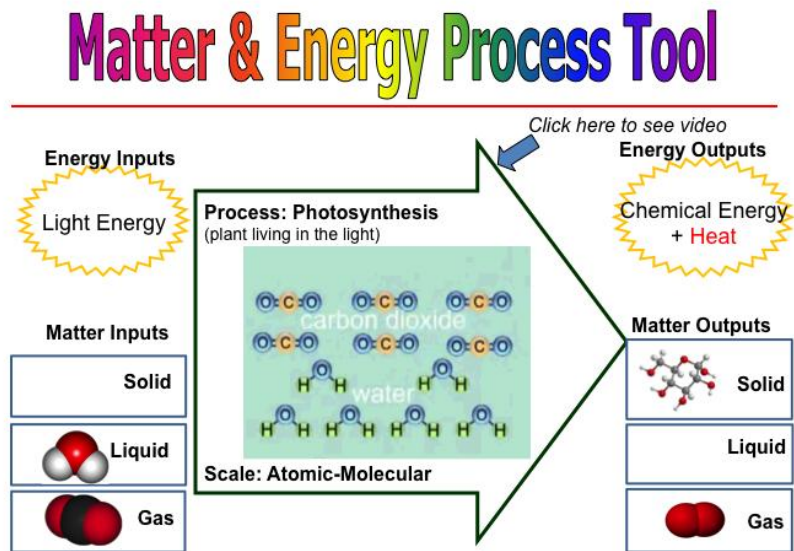 Matter & Energy Process Tool
Click here to see video
Energy Inputs
Light Energy
Energy Outputs
Chemical Energy
+ Heat
Process: Photosynthesis
(plant living in the light)
O=C=O O=C=O O=C=O
carbon dioxide
O=C=O O=C=O O=C=O
O O
H H H H
water
O O O O
H H H H H H H H
Scale: Atomic-Molecular
Matter Inputs
Solid
Liquid
Gas
Matter Outputs
Solid
Liquid
Gas